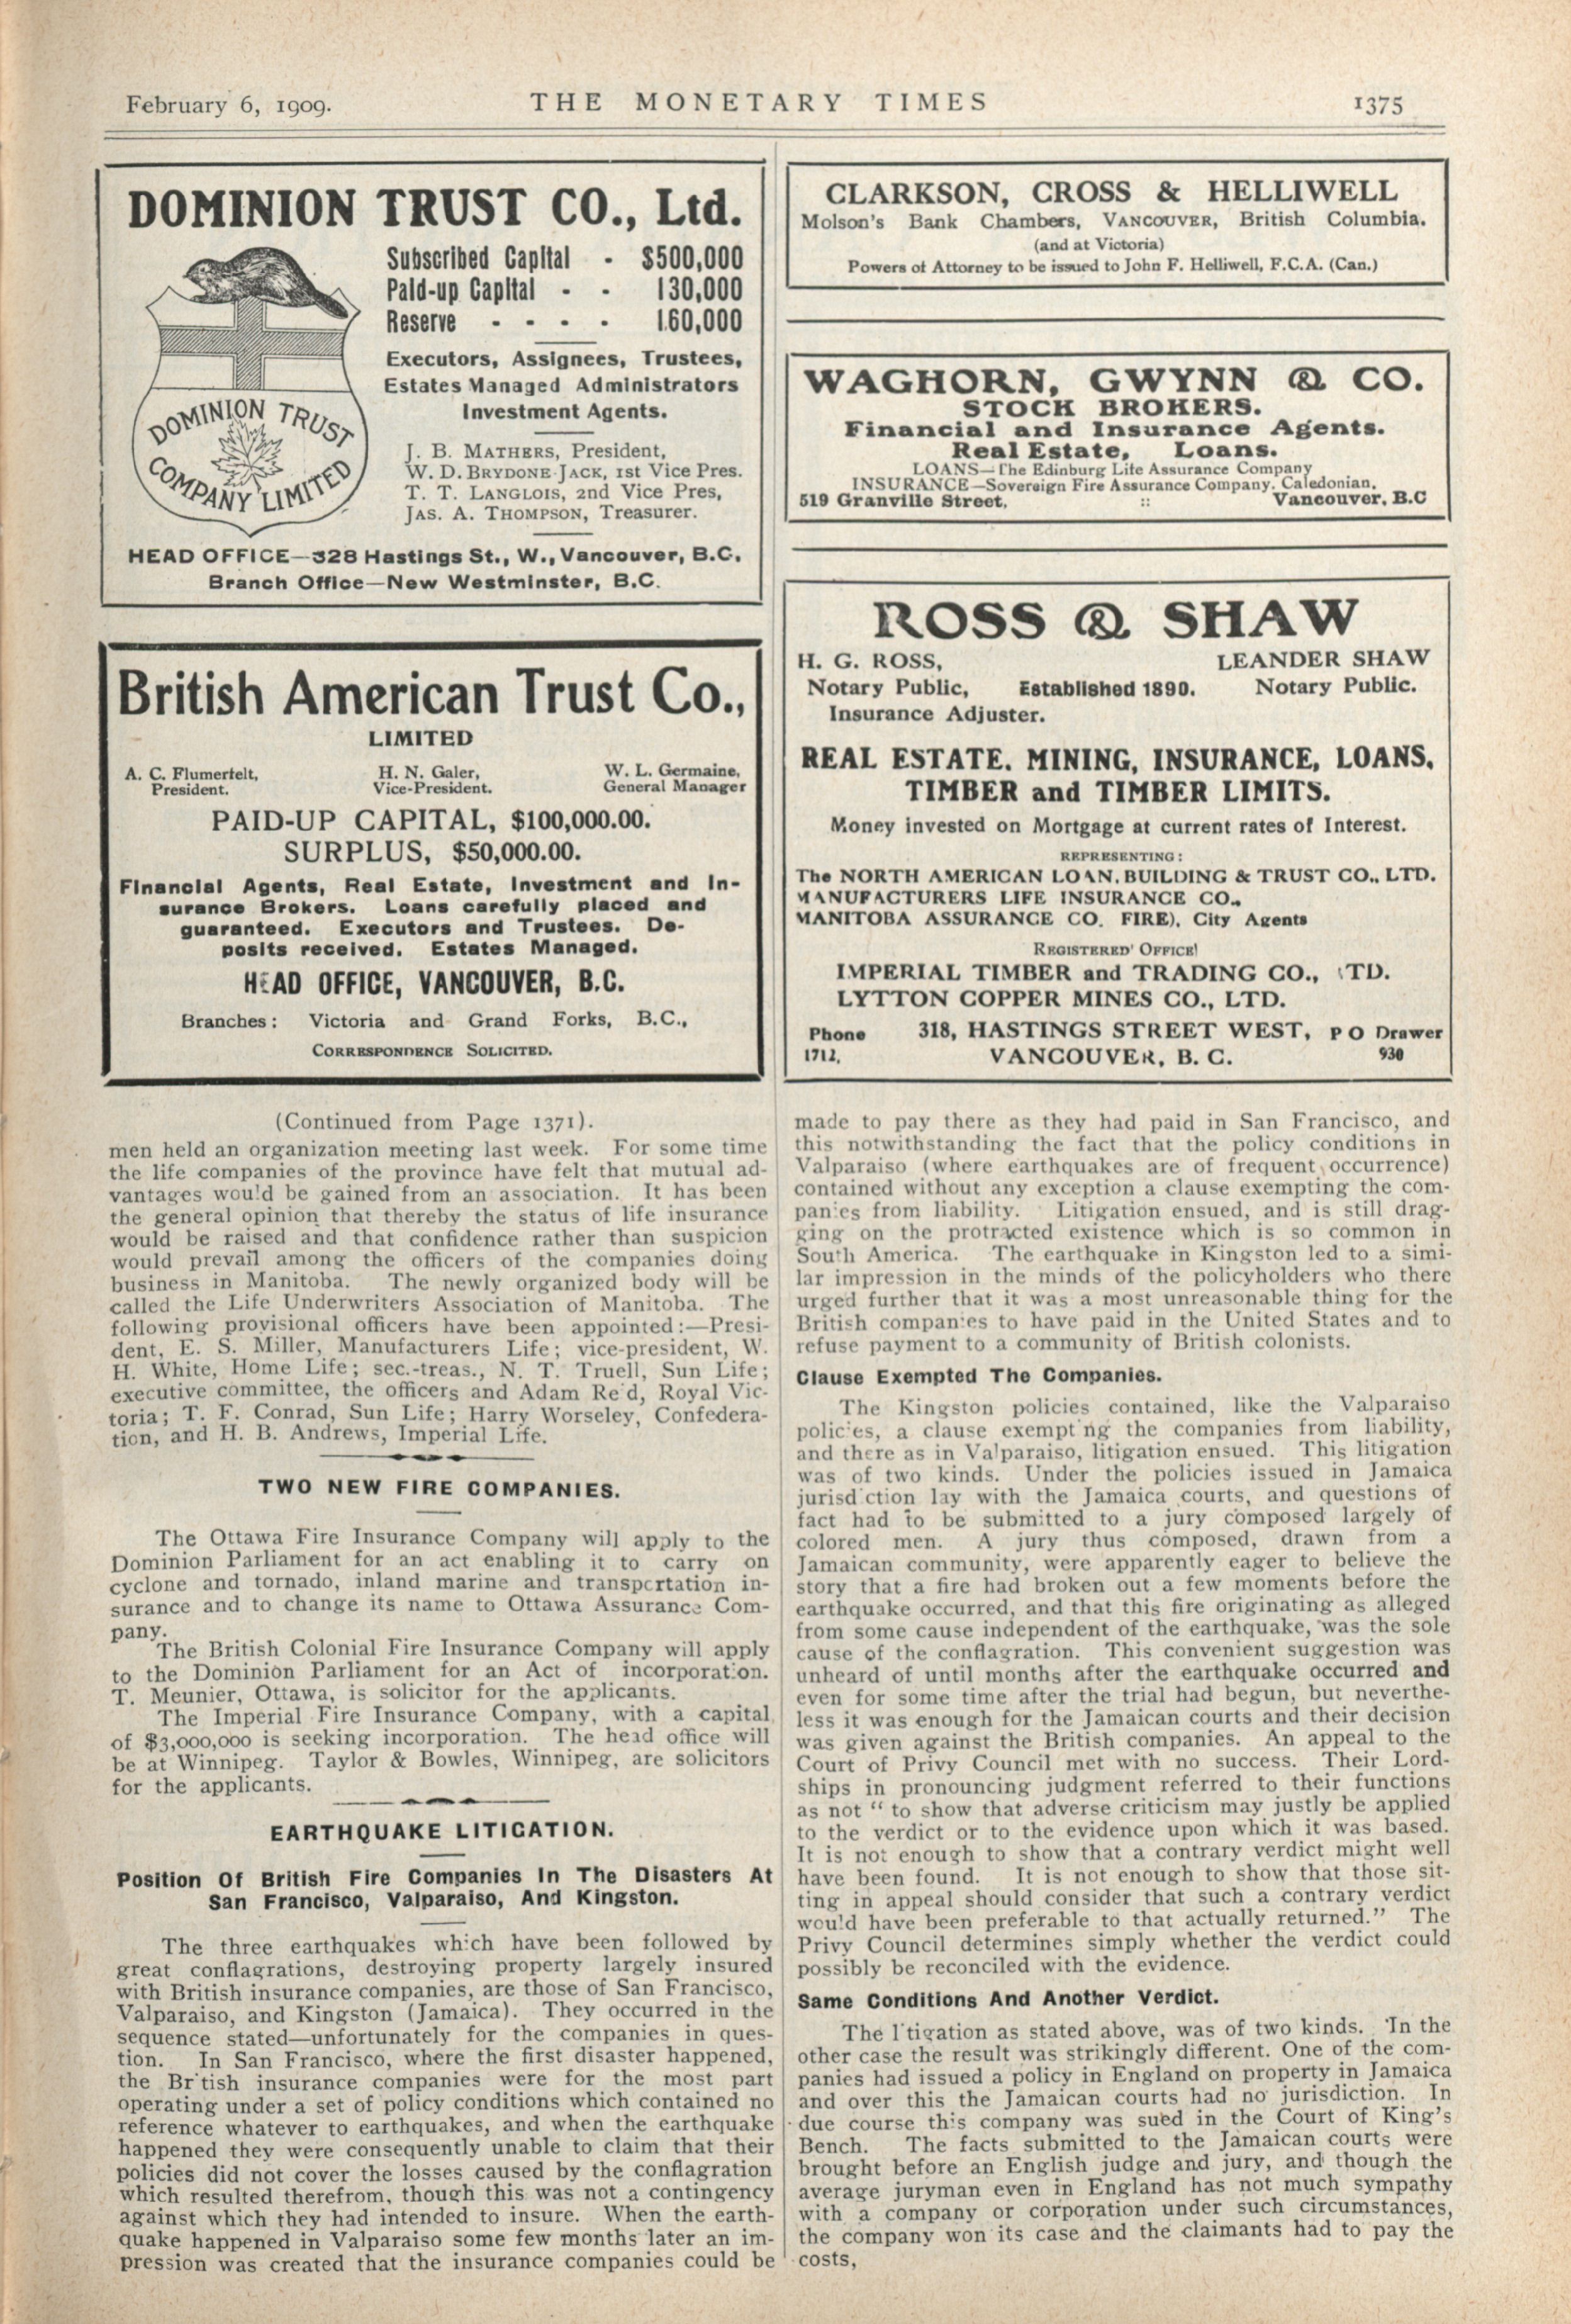 February 6, 1909.
THE MONETARY TIMES
1375
DOMINION TRUST CO., Ltd.
Subscribed Capital - $500,000
Paid-up Capital - - 130,000
Reserve - - - - 160,000
Executors, Assignees, Trustees,
Estates Managed Administrators
Investment Agents.
DOMINION TRUST
COMPANY LIMITED
J. B. MATHERS, President,
W. D. BRYDONE-JACK, 1st Vice Pres.
T. T. LANGLOIS, 2nd Vice Pres,
JAS. A. THOMPSON, Treasurer.
HEAD OFFICE—328 Hastings St., W., Vancouver, B.C.
Branch Office—New Westminster, B.C.
British American Trust Co.,
LIMITED
A. C. Flumerfelt, H. N. Galer, W. L. Germaine,
President. Vice-President. General Manager
PAID-UP CAPITAL, $100,000.00.
SURPLUS, $50,000.00.
Financial Agents, Real Estate, Investment and In-
surance Brokers. Loans carefully placed and
guaranteed. Executors and Trustees. De-
posits received. Estates Managed.
HEAD OFFICE, VANCOUVER, B.C.
Branches: Victoria and Grand Forks, B.C.,
CORRESPONDENCE SOLICITED.
CLARKSON, CROSS & HELLIWELL
Molson's Bank Chambers, VANCOUVER, British Columbia.
(and at Victoria)
Powers of Attorney to be issued to John F. Helliwell, F.C.A. (Can.)
WAGHORN, GWYNN & CO.
STOCK BROKERS.
Financial and Insurance Agents.
Real Estate, Loans.
LOANS—The Edinburg Life Assurance Company
INSURANCE—Sovereign Fire Assurance Company. Caledonian.
519 Granville Street, :: Vancouver, B.C
ROSS & SHAW
H. G. ROSS, LEANDER SHAW
Notary Public, Established 1890. Notary Public.
Insurance Adjuster.
REAL ESTATE. MINING, INSURANCE, LOANS,
TIMBER and TIMBER LIMITS.
Money invested on Mortgage at current rates of Interest.
REPRESENTING:
The NORTH AMERICAN LOAN, BUILDING & TRUST CO., LTD.
MANUFACTURERS LIFE INSURANCE CO.,
MANITOBA ASSURANCE CO. FIRE), City Agents
REGISTERED OFFICE
IMPERIAL TIMBER and TRADING CO., LTD.
LYTTON COPPER MINES CO., LTD.
Phone 318, HASTINGS STREET WEST, P O Drawer
1712, VANCOUVER, B. C. 930
(Continued from Page 1371).
men held an organization meeting last week. For some time
the life companies of the province have felt that mutual ad-
vantages would be gained from an association. It has been
the general opinion that thereby the status of life insurance
would be raised and that confidence rather than suspicion
would prevail among the officers of the companies doing
business in Manitoba. The newly organized body will be
called the Life Underwriters Association of Manitoba. The
following provisional officers have been appointed:—Presi-
dent, E. S. Miller, Manufacturers Life; vice-president, W.
H. White, Home Life; sec.-treas., N. T. Truell, Sun Life;
executive committee, the officers and Adam Reid, Royal Vic-
toria; T. F. Conrad, Sun Life; Harry Worseley, Confedera-
tion, and H. B. Andrews, Imperial Life.
TWO NEW FIRE COMPANIES.
The Ottawa Fire Insurance Company will apply to the
Dominion Parliament for an act enabling it to carry on
cyclone and tornado, inland marine and transportation in-
surance and to change its name to Ottawa Assurance Com-
pany.
The British Colonial Fire Insurance Company will apply
to the Dominion Parliament for an Act of incorporation.
T. Meunier, Ottawa, is solicitor for the applicants.
The Imperial Fire Insurance Company, with a capital
of $3,000,000 is seeking incorporation. The head office will
be at Winnipeg. Taylor & Bowles, Winnipeg, are solicitors
for the applicants.
EARTHQUAKE LITIGATION.
Position Of British Fire Companies In The Disasters At
San Francisco, Valparaiso, And Kingston.
The three earthquakes which have been followed by
great conflagrations, destroying property largely insured
with British insurance companies, are those of San Francisco,
Valparaiso, and Kingston (Jamaica). They occurred in the
sequence stated—unfortunately for the companies in ques-
tion. In San Francisco, where the first disaster happened,
the British insurance companies were for the most part
operating under a set of policy conditions which contained no
reference whatever to earthquakes, and when the earthquake
happened they were consequently unable to claim that their
policies did not cover the losses caused by the conflagration
which resulted therefrom, though this was not a contingency
against which they had intended to insure. When the earth-
quake happened in Valparaiso some few months later an im-
pression was created that the insurance companies could be
made to pay there as they had paid in San Francisco, and
this notwithstanding the fact that the policy conditions in
Valparaiso (where earthquakes are of frequent occurrence)
contained without any exception a clause exempting the com-
panies from liability. Litigation ensued, and is still drag-
ging on the protracted existence which is so common in
South America. The earthquake in Kingston led to a simi-
lar impression in the minds of the policyholders who there
urged further that it was a most unreasonable thing for the
British companies to have paid in the United States and to
refuse payment to a community of British colonists.
Clause Exempted The Companies.
The Kingston policies contained, like the Valparaiso
policies, a clause exempting the companies from liability,
and there as in Valparaiso, litigation ensued. This litigation
was of two kinds. Under the policies issued in Jamaica
jurisdiction lay with the Jamaica courts, and questions of
fact had to be submitted to a jury composed largely of
colored men. A jury thus composed, drawn from a
Jamaican community, were apparently eager to believe the
story that a fire had broken out a few moments before the
earthquake occurred, and that this fire originating as alleged
from some cause independent of the earthquake, was the sole
cause of the conflagration. This convenient suggestion was
unheard of until months after the earthquake occurred and
even for some time after the trial had begun, but neverthe-
less it was enough for the Jamaican courts and their decision
was given against the British companies. An appeal to the
Court of Privy Council met with no success. Their Lord-
ships in pronouncing judgment referred to their functions
as not "to show that adverse criticism may justly be applied
to the verdict or to the evidence upon which it was based.
It is not enough to show that a contrary verdict might well
have been found. It is not enough to show that those sit-
ting in appeal should consider that such a contrary verdict
would have been preferable to that actually returned." The
Privy Council determines simply whether the verdict could
possibly be reconciled with the evidence.
Same Conditions And Another Verdict.
The litigation as stated above, was of two kinds. In the
other case the result was strikingly different. One of the com-
panies had issued a policy in England on property in Jamaica
and over this the Jamaican courts had no jurisdiction. In
due course this company was sued in the Court of King's
Bench. The facts submitted to the Jamaican courts were
brought before an English judge and jury, and though the
average juryman even in England has not much sympathy
with a company or corporation under such circumstances,
the company won its case and the claimants had to pay the
costs,